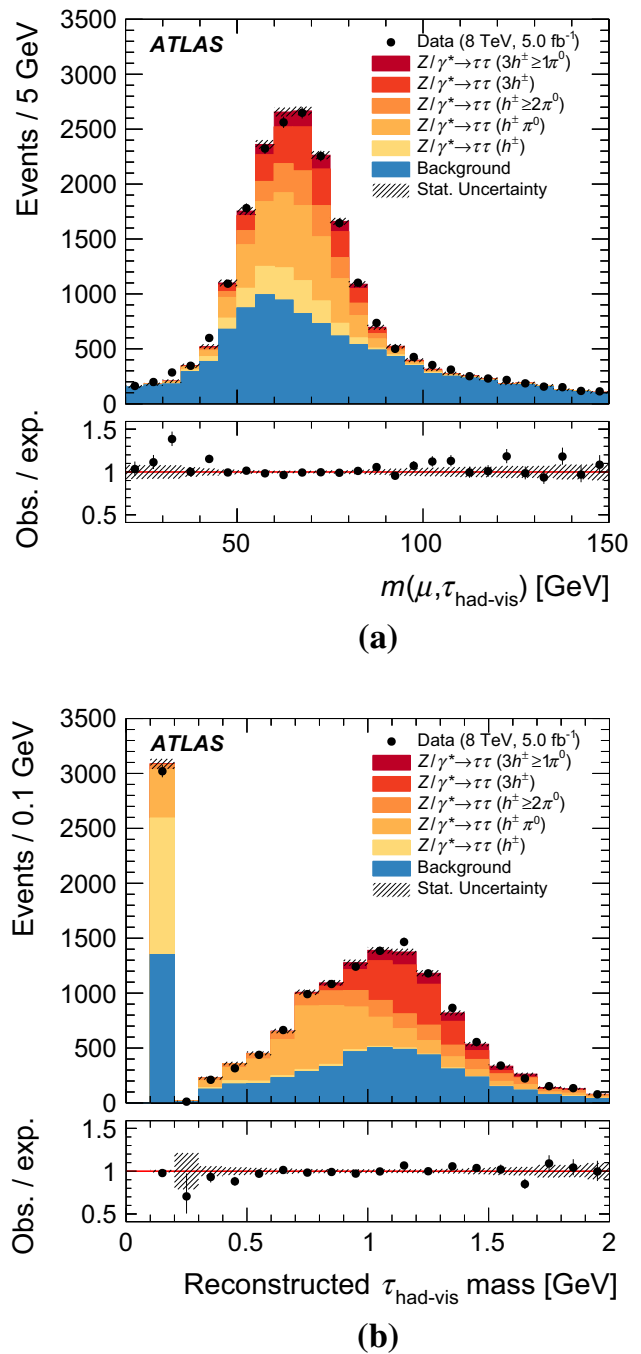 3500
3000
2500
2000
1500
1000
500
0
Events / 5 GeV
ATLAS
Data (8 TeV, 5.0 fb⁻¹)
Z/γ*→ττ (3h±≥1π⁰)
Z/γ*→ττ (3h±)
Z/γ*→ττ (h±≥2π⁰)
Z/γ*→ττ (h± π⁰)
Z/γ*→ττ (h±)
Background
Stat. Uncertainty
1.5
1
0.5
Obs. / exp.
50 100 150
m(μ,τhad-vis) [GeV]
(a)
3500
3000
2500
2000
1500
1000
500
0
Events / 0.1 GeV
ATLAS
Data (8 TeV, 5.0 fb⁻¹)
Z/γ*→ττ (3h±≥1π⁰)
Z/γ*→ττ (3h±)
Z/γ*→ττ (h±≥2π⁰)
Z/γ*→ττ (h± π⁰)
Z/γ*→ττ (h±)
Background
Stat. Uncertainty
1.5
1
0.5
Obs. / exp.
0 0.5 1 1.5 2
Reconstructed τhad-vis mass [GeV]
(b)